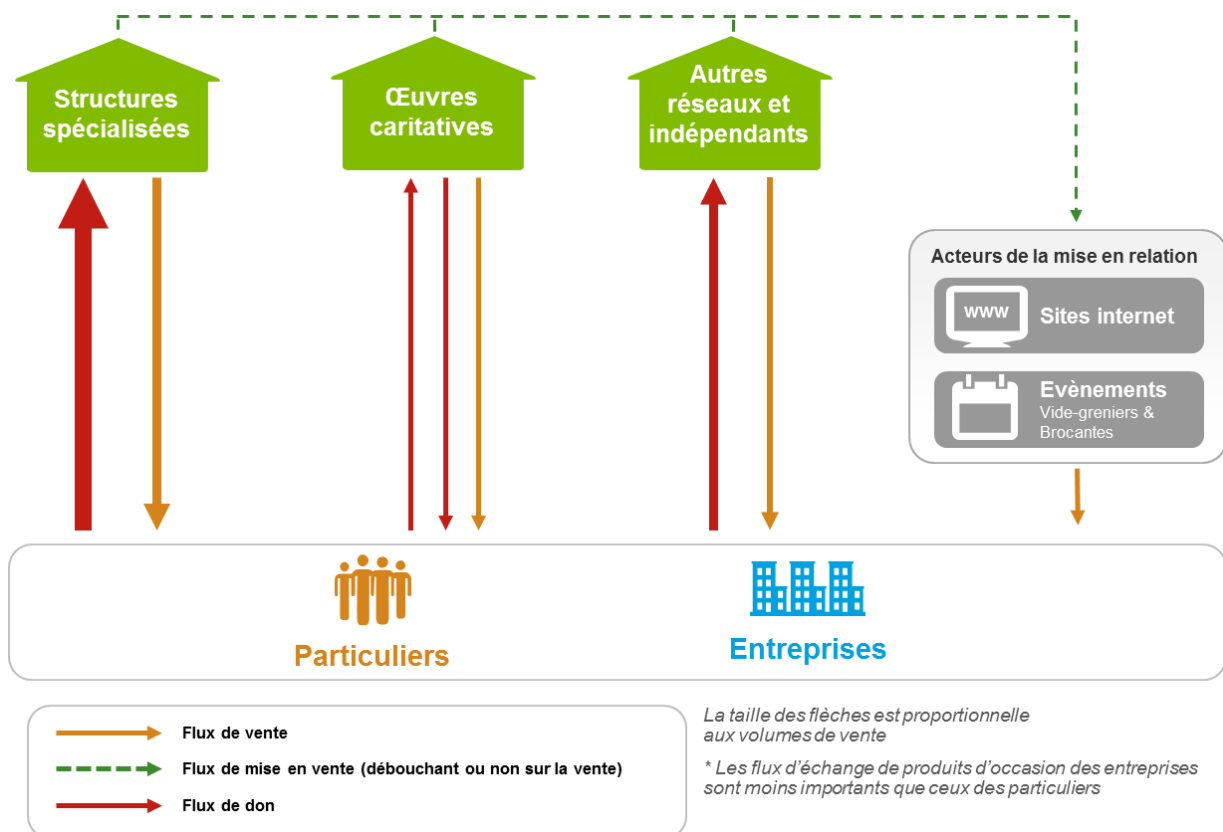 Structures
spécialisées
Œuvres
caritatives
Autres
réseaux et
indépendants
Acteurs de la mise en relation
www
Sites internet
Evènements
Vide-greniers &
Brocantes
Particuliers
Entreprises
Flux de vente
Flux de mise en vente (débouchant ou non sur la vente)
Flux de don
La taille des flèches est proportionnelle
aux volumes de vente
* Les flux d'échange de produits d'occasion des entreprises
sont moins importants que ceux des particuliers